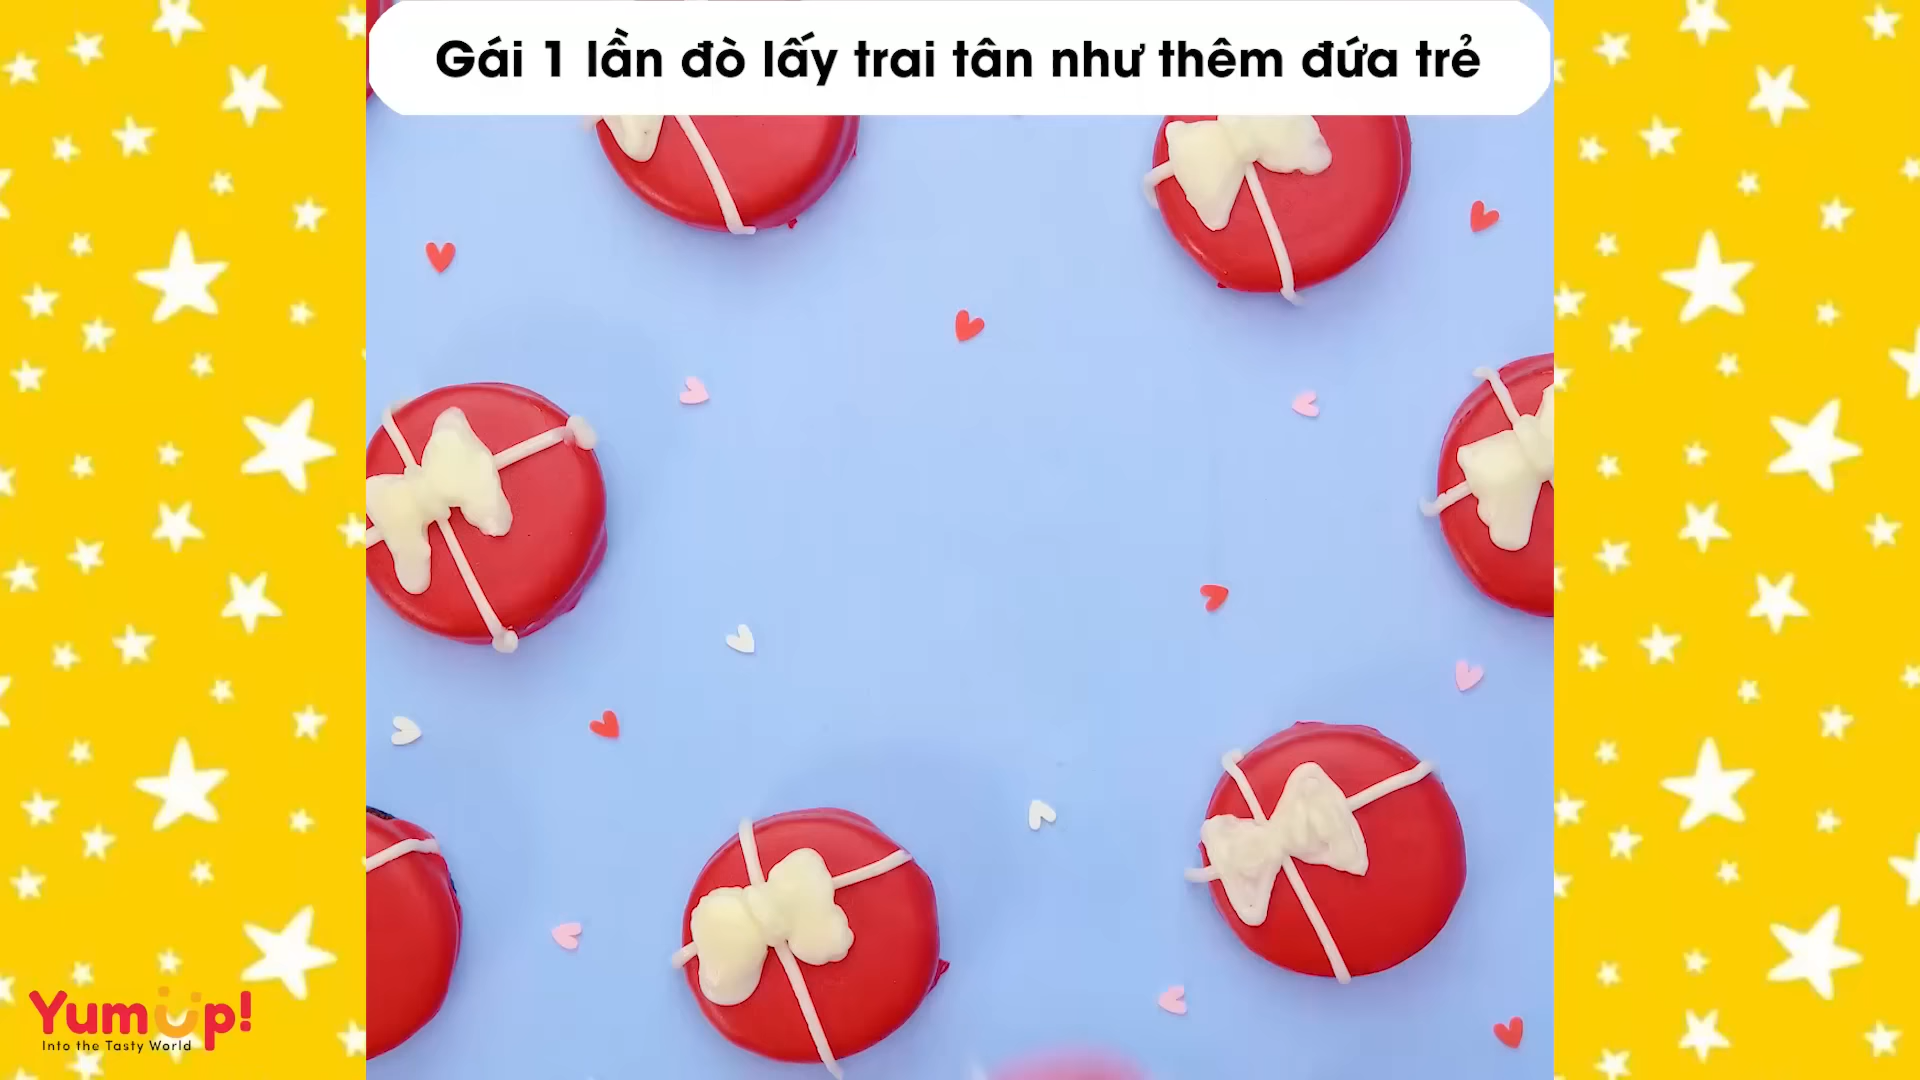 Gái 1 lần đò lấy trai tân như thêm đứa trẻ
YumUp!
Into the Tasty World